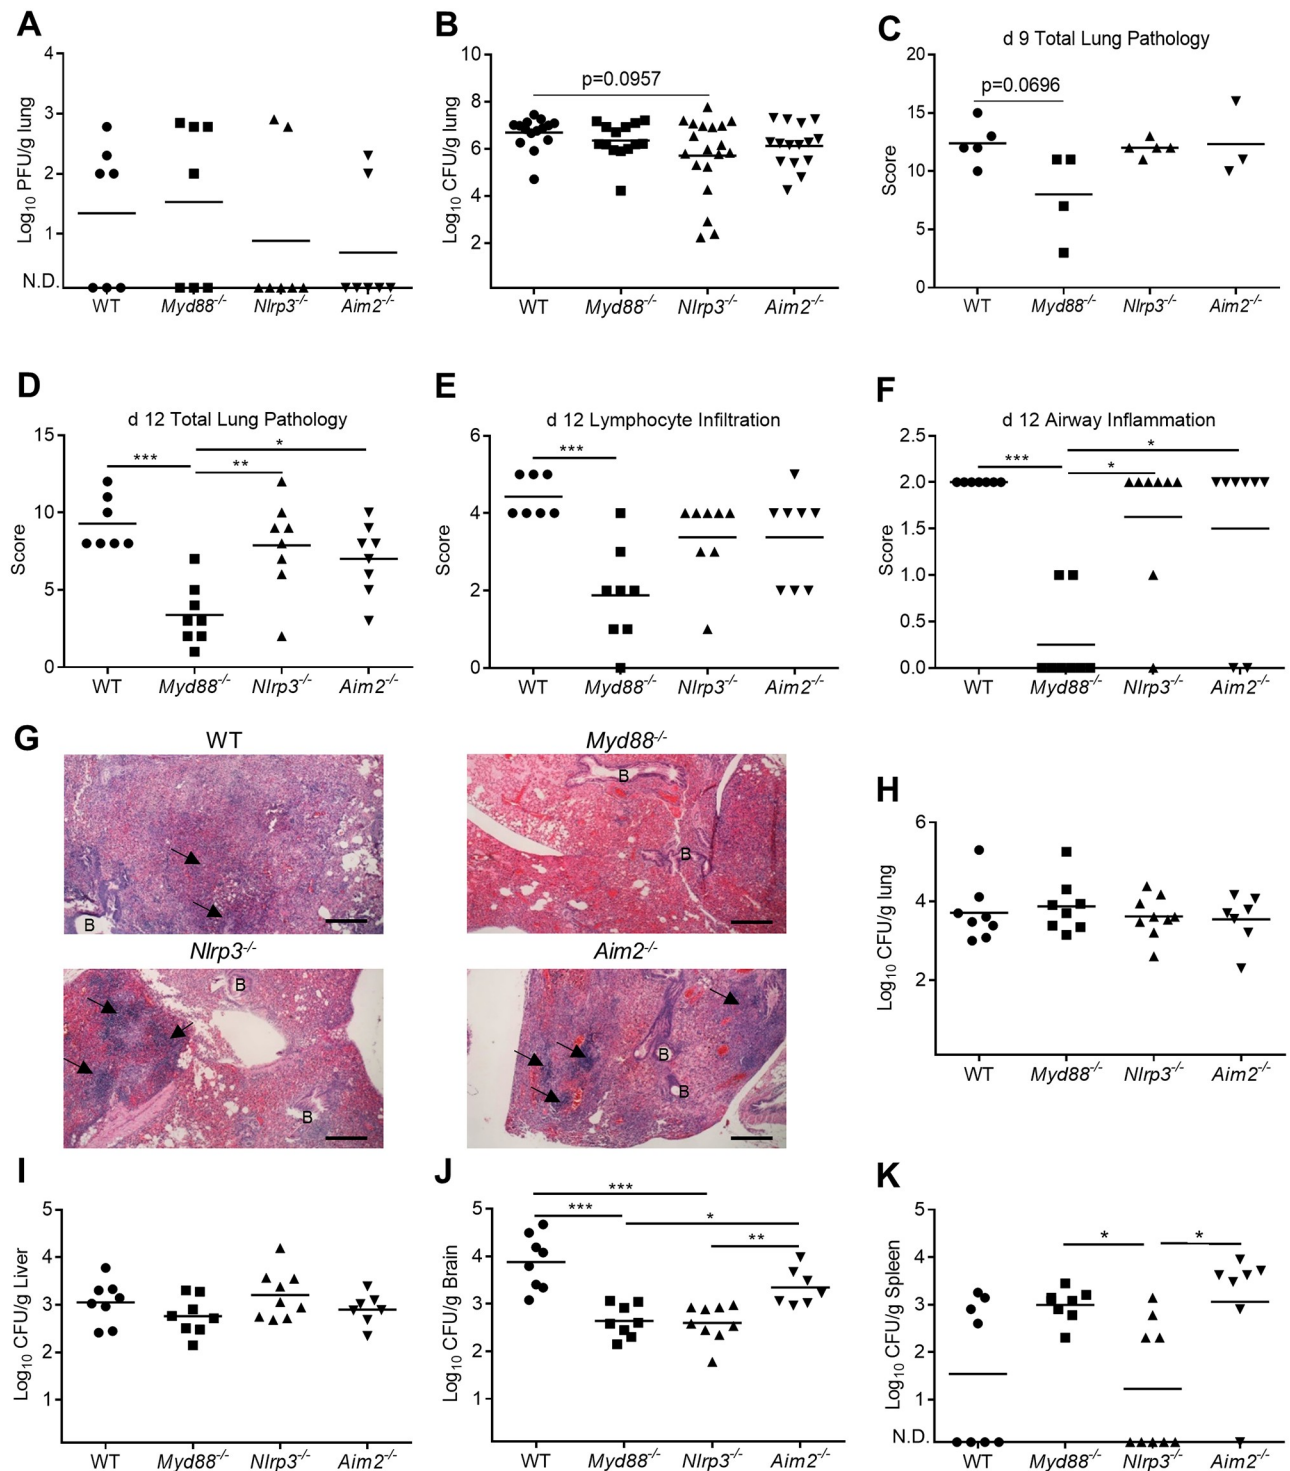 A
Log10 PFU/g lung
4
3
2
1
N.D.
WT Myd88-/- Nlrp3-/- Aim2-/-
B
Log10 CFU/g lung
10
8
6
4
2
p=0.0957
WT Myd88-/- Nlrp3-/- Aim2-/-
C
d 9 Total Lung Pathology
Score
20
15
10
5
0
p=0.0696
WT Myd88-/- Nlrp3-/- Aim2-/-
D
d 12 Total Lung Pathology
Score
15
10
5
0
*
*** **
WT Myd88-/- Nlrp3-/- Aim2-/-
E
d 12 Lymphocyte Infiltration
Score
6
4
2
0
***
WT Myd88-/- Nlrp3-/- Aim2-/-
F
d 12 Airway Inflammation
Score
2.5
2.0
1.5
1.0
0.5
0.0
*
*** *
WT Myd88-/- Nlrp3-/- Aim2-/-
G
WT
B
Myd88-/-
B
B
Nlrp3-/-
B
B
Aim2-/-
B
B
H
Log10 CFU/g lung
6
4
2
WT Myd88-/- Nlrp3-/- Aim2-/-
I
Log10 CFU/g Liver
5
4
3
2
1
WT Myd88-/- Nlrp3-/- Aim2-/-
J
Log10 CFU/g Brain
5
4
3
2
1
***
*** *
**
WT Myd88-/- Nlrp3-/- Aim2-/-
K
Log10 CFU/g Spleen
5
4
3
2
1
N.D.
* *
WT Myd88-/- Nlrp3-/- Aim2-/-